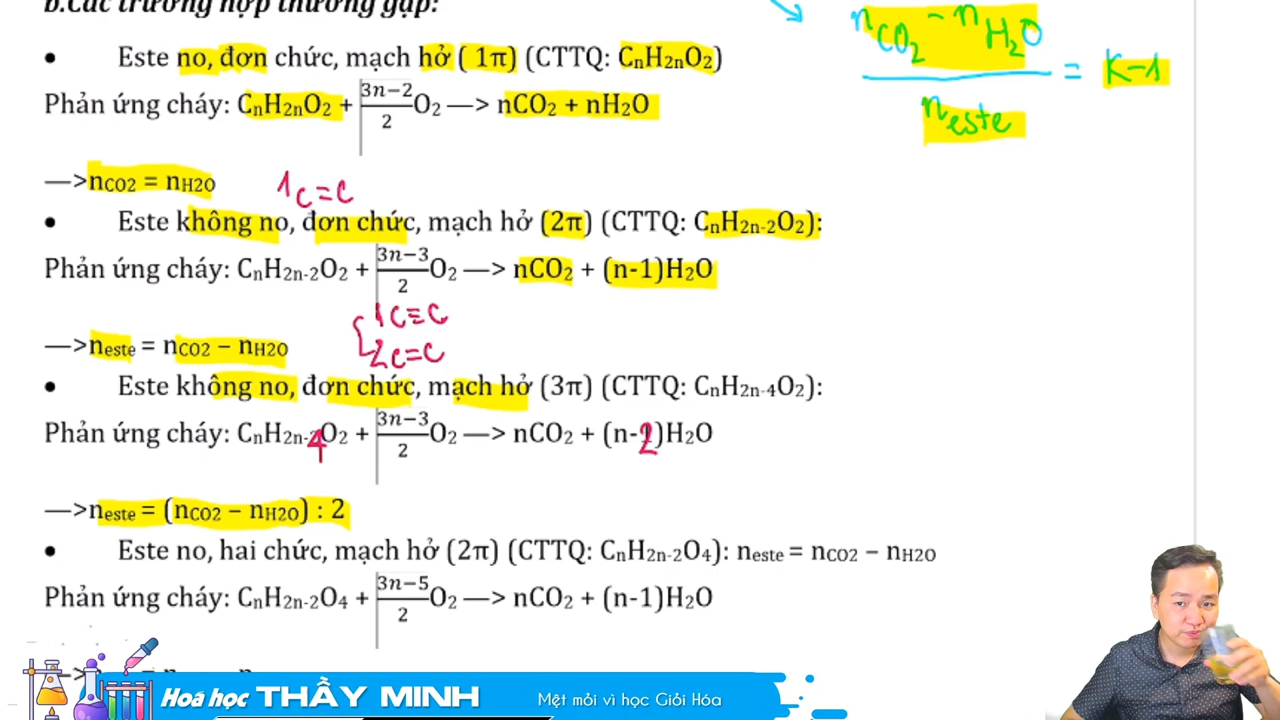 b.Các trường hợp thường gặp:
nCO2 - nH2O
neste
= K-1
• Este no, đơn chức, mạch hở ( 1π) (CTTQ: CnH2nO2)
Phản ứng cháy: CnH2nO2 + 3n−2/2 O2 —> nCO2 + nH2O
—>nCO2 = nH2O
1 C=C
• Este không no, đơn chức, mạch hở (2π) (CTTQ: CnH2n-2O2):
Phản ứng cháy: CnH2n-2O2 + 3n−3/2 O2 —> nCO2 + (n-1)H2O
1C≡C
—>neste = nCO2 − nH2O
2C=C
• Este không no, đơn chức, mạch hở (3π) (CTTQ: CnH2n-4O2):
Phản ứng cháy: CnH2n-4O2 + 3n−3/2 O2 —> nCO2 + (n-2)H2O
—>neste = (nCO2 − nH2O) : 2
• Este no, hai chức, mạch hở (2π) (CTTQ: CnH2n-2O4): neste = nCO2 − nH2O
Phản ứng cháy: CnH2n-2O4 + 3n−5/2 O2 —> nCO2 + (n-1)H2O
Hoá học THẦY MINH
Mệt mỏi vì học Giỏi Hóa